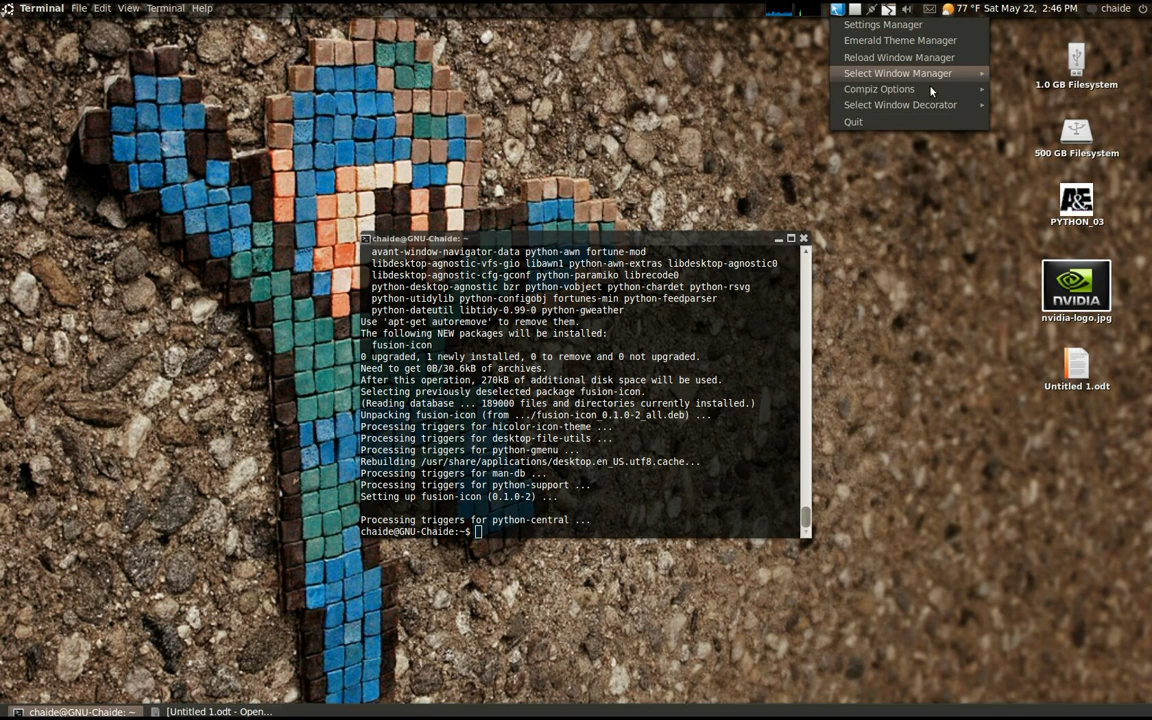 Terminal File Edit View Terminal Help
77 °F Sat May 22, 2:46 PM chaide
Settings Manager
Emerald Theme Manager
Reload Window Manager
Select Window Manager
Compiz Options
Select Window Decorator
Quit
1.0 GB Filesystem
500 GB Filesystem
A&E
PYTHON_03
NVIDIA
nvidia-logo.jpg
Untitled 1.odt
chaide@GNU-Chaide: ~
avant-window-navigator-data python-awn fortune-mod
libdesktop-agnostic-vfs-gio libawn1 python-awn-extras libdesktop-agnostic0
libdesktop-agnostic-cfg-gconf python-paramiko librecode0
python-desktop-agnostic bzr python-vobject python-chardet python-rsvg
python-utidylib python-configobj fortunes-min python-feedparser
python-dateutil libtidy-0.99-0 python-gweather
Use 'apt-get autoremove' to remove them.
The following NEW packages will be installed:
fusion-icon
0 upgraded, 1 newly installed, 0 to remove and 0 not upgraded.
Need to get 0B/30.6kB of archives.
After this operation, 270kB of additional disk space will be used.
Selecting previously deselected package fusion-icon.
(Reading database ... 189000 files and directories currently installed.)
Unpacking fusion-icon (from .../fusion-icon_0.1.0-2_all.deb) ...
Processing triggers for hicolor-icon-theme ...
Processing triggers for desktop-file-utils ...
Processing triggers for python-gmenu ...
Rebuilding /usr/share/applications/desktop.en_US.utf8.cache...
Processing triggers for man-db ...
Processing triggers for python-support ...
Setting up fusion-icon (0.1.0-2) ...
Processing triggers for python-central ...
chaide@GNU-Chaide:~$
chaide@GNU-Chaide: ~
[Untitled 1.odt - Open...